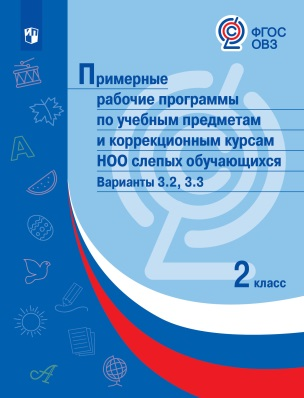 ФГОС
ОВЗ
Примерные
рабочие программы
по учебным предметам
и коррекционным курсам
НОО слепых обучающихся
Варианты 3.2, 3.3
2 класс